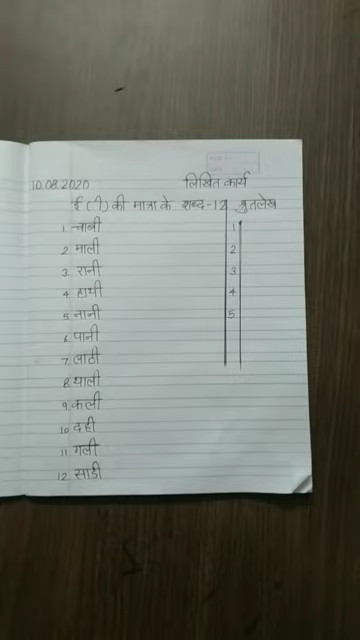 10.08.2020 लिखित कार्य
ई (ी) की मात्रा के शब्द-12 श्रुतलेख
1. चाबी 1
2. माली 2
3. रानी 3
4. हाथी 4
5. नानी 5
6. पानी
7. लाठी
8. थाली
9. कली
10. दही
11. गली
12. साडी